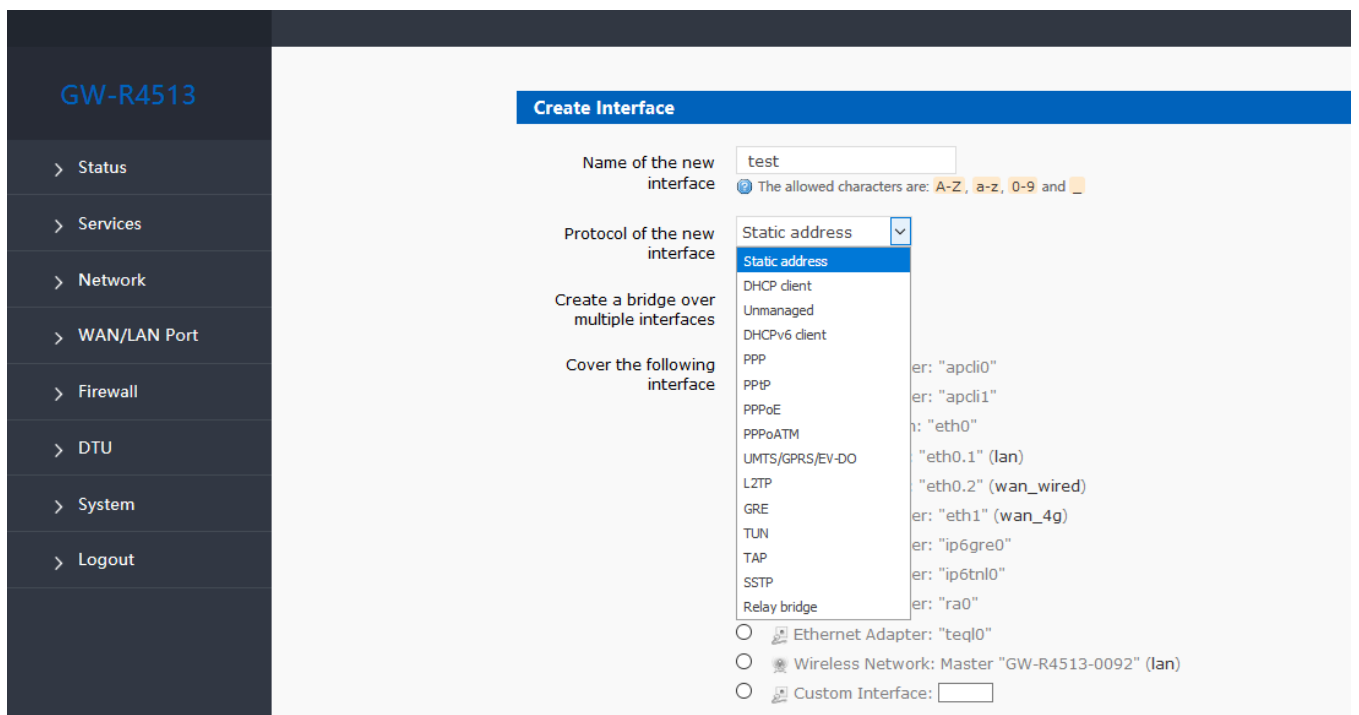 GW-R4513
Status
Services
Network
WAN/LAN Port
Firewall
DTU
System
Logout
Create Interface
Name of the new
interface
test
The allowed characters are: A-Z, a-z, 0-9 and _
Protocol of the new
interface
Static address
Static address
DHCP client
Unmanaged
DHCPv6 client
PPP
PPtP
PPPoE
PPPoATM
UMTS/GPRS/EV-DO
L2TP
GRE
TUN
TAP
SSTP
Relay bridge
Create a bridge over
multiple interfaces
Cover the following
interface
er: "apcli0"
er: "apcli1"
h: "eth0"
: "eth0.1" (lan)
: "eth0.2" (wan_wired)
er: "eth1" (wan_4g)
er: "ip6gre0"
er: "ip6tnl0"
er: "ra0"
Ethernet Adapter: "teql0"
Wireless Network: Master "GW-R4513-0092" (lan)
Custom Interface: